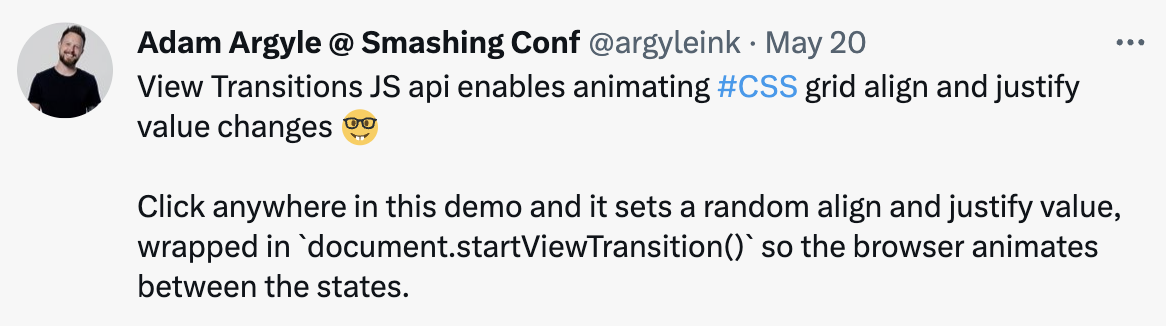 Adam Argyle @ Smashing Conf @argyleink · May 20
View Transitions JS api enables animating #CSS grid align and justify
value changes 🤓
Click anywhere in this demo and it sets a random align and justify value,
wrapped in `document.startViewTransition()` so the browser animates
between the states.